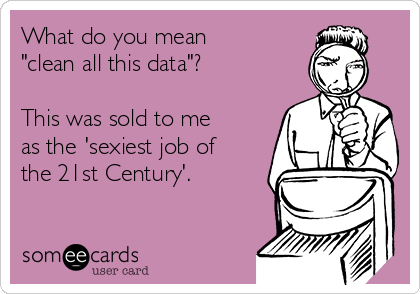 What do you mean
"clean all this data"?
This was sold to me
as the 'sexiest job of
the 21st Century'.
someecards
user card